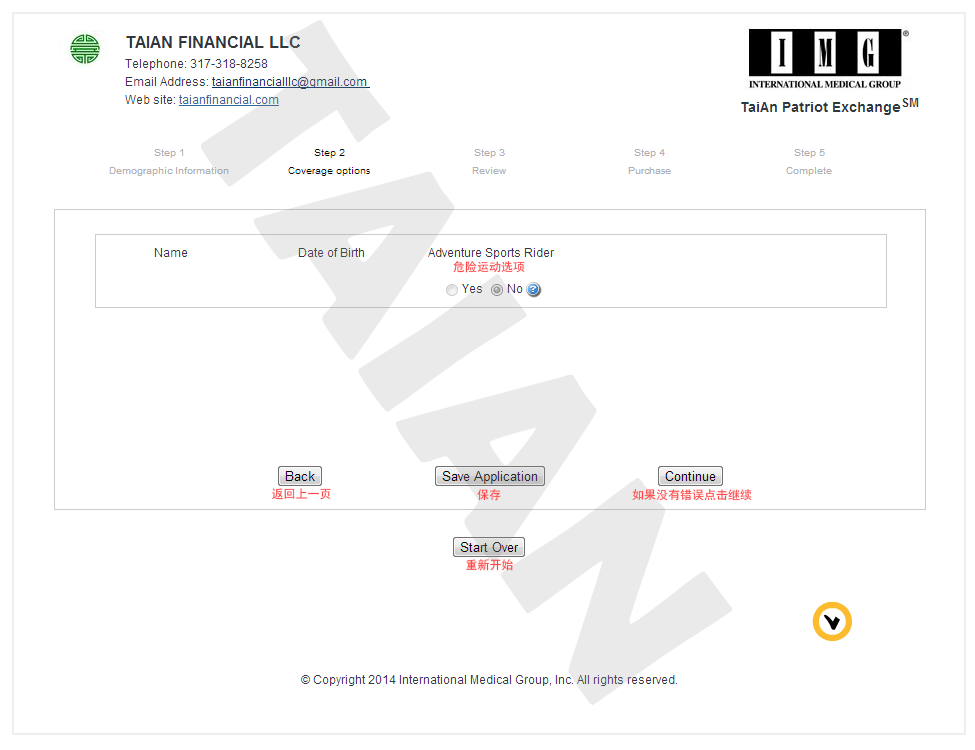 TAIAN FINANCIAL LLC
Telephone: 317-318-8258
Email Address: taianfinancialllc@gmail.com
Web site: taianfinancial.com
IMG®
INTERNATIONAL MEDICAL GROUP
TaiAn Patriot Exchange SM
Step 1 Step 2 Step 3 Step 4 Step 5
Demographic Information Coverage options Review Purchase Complete
Name Date of Birth Adventure Sports Rider
危险运动选项
Yes No ?
Back Save Application Continue
返回上一页 保存 如果没有错误点击继续
Start Over
重新开始
© Copyright 2014 International Medical Group, Inc. All rights reserved.
TAIAN